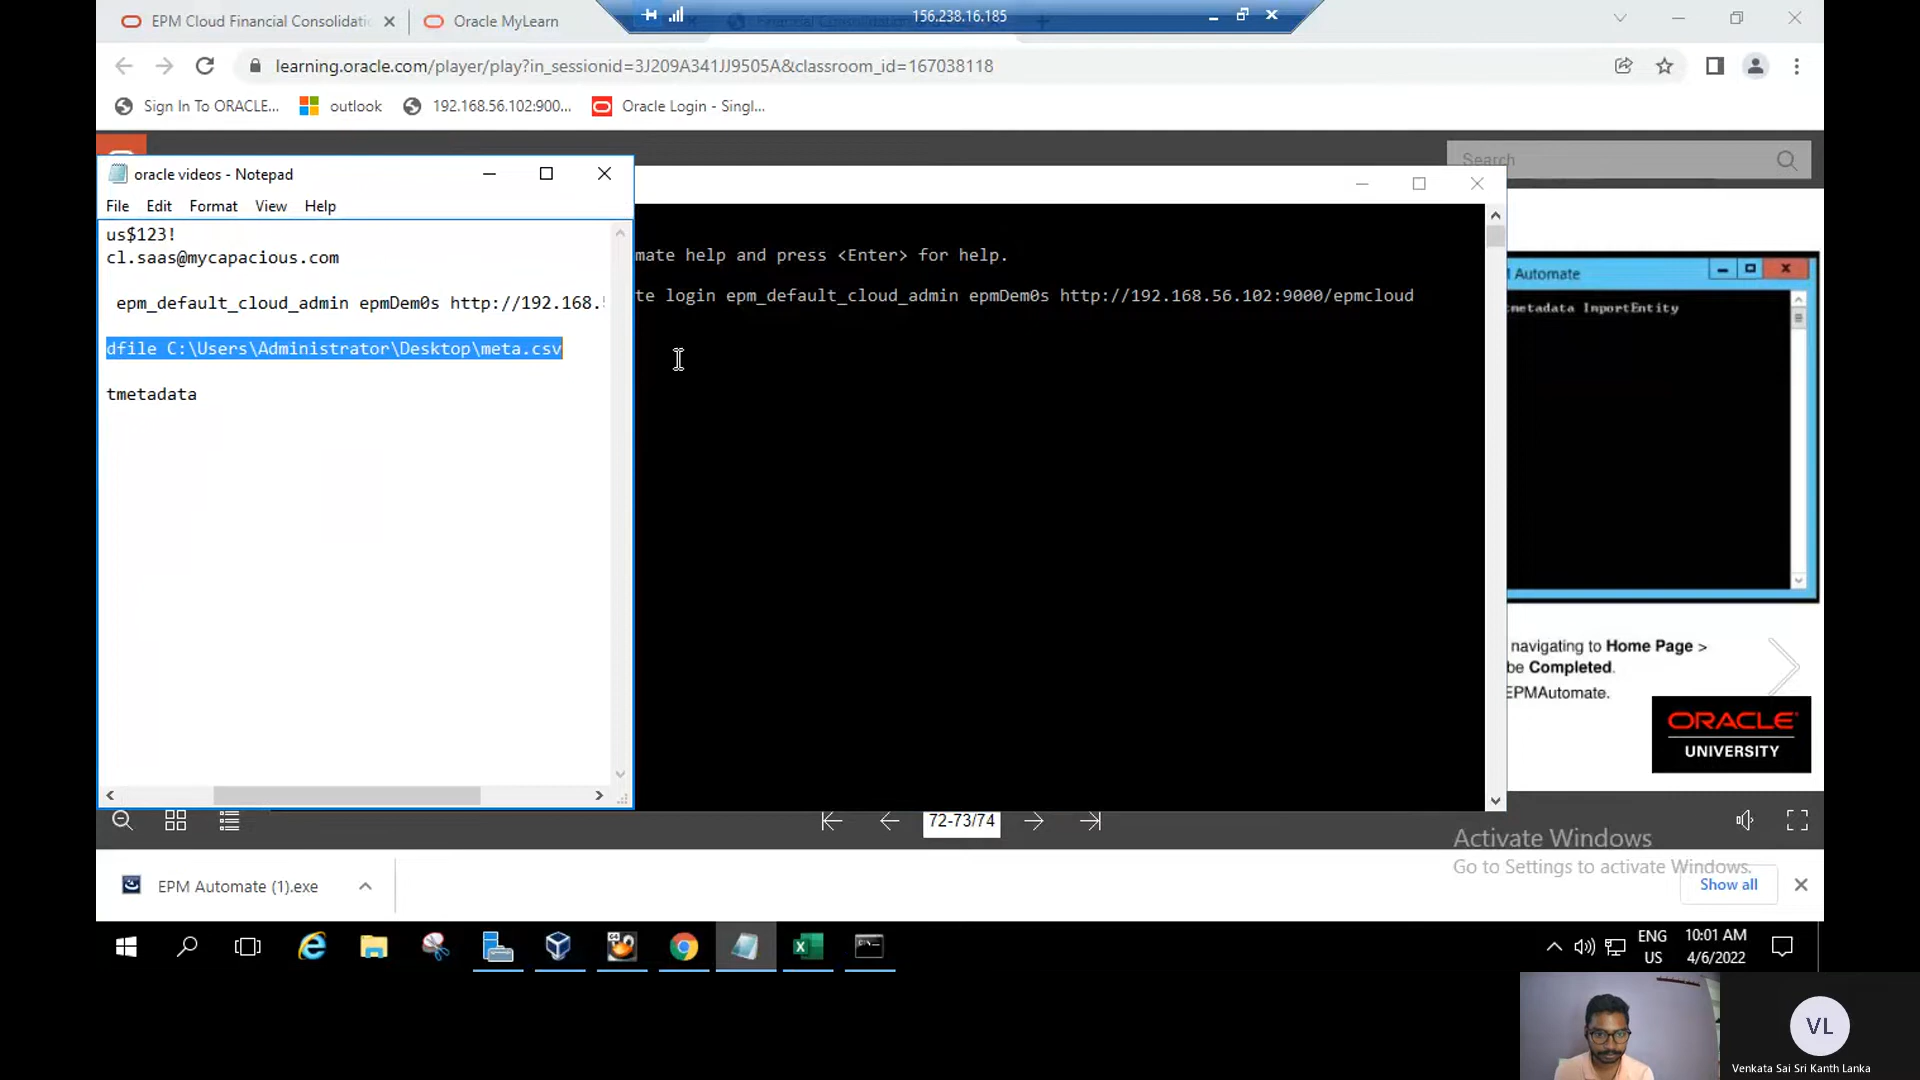 EPM Cloud Financial Consolidatio
Oracle MyLearn
156.238.16.185
learning.oracle.com/player/play?in_sessionid=3J209A341JJ9505A&classroom_id=167038118
Sign In To ORACLE...
outlook
192.168.56.102:900...
Oracle Login - Singl...
Search
oracle videos - Notepad
File Edit Format View Help
us$123!
cl.saas@mycapacious.com
epm_default_cloud_admin epmDem0s http://192.168.
dfile C:\Users\Administrator\Desktop\meta.csv
tmetadata
mate help and press <Enter> for help.
te login epm_default_cloud_admin epmDem0s http://192.168.56.102:9000/epmcloud
Automate
tmetadata ImportEntity
navigating to Home Page >
be Completed.
EPMAutomate.
ORACLE
UNIVERSITY
72-73/74
Activate Windows
Go to Settings to activate Windows.
EPM Automate (1).exe
Show all
ENG
US
10:01 AM
4/6/2022
VL
Venkata Sai Sri Kanth Lanka